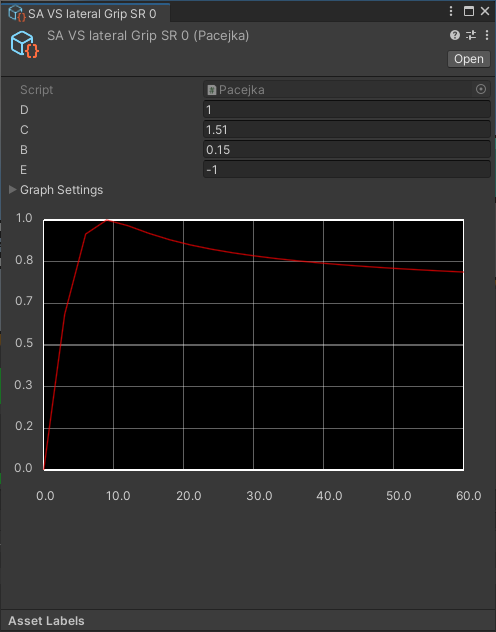 SA VS lateral Grip SR 0
SA VS lateral Grip SR 0 (Pacejka)
Open
Script
Pacejka
D
1
C
1.51
B
0.15
E
-1
Graph Settings
1.0
0.8
0.7
0.5
0.3
0.2
0.0
0.0 10.0 20.0 30.0 40.0 50.0 60.0
Asset Labels